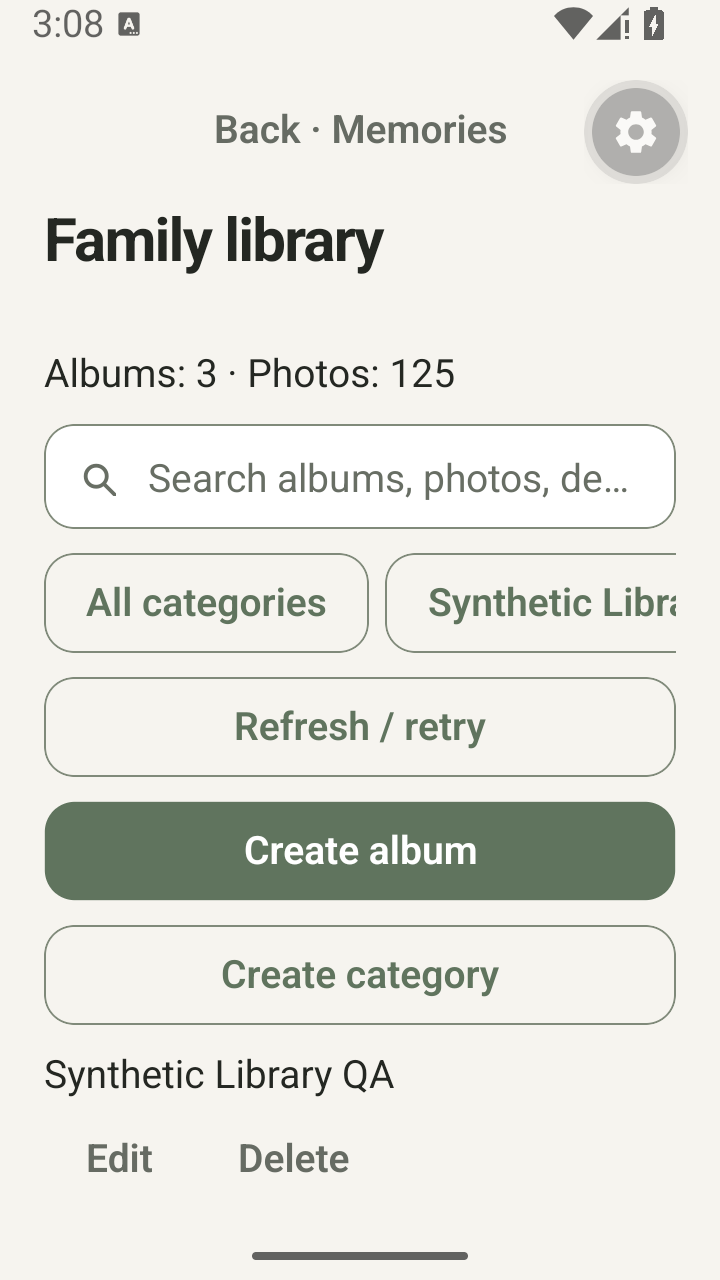 3:08
Back · Memories
Family library
Albums: 3 · Photos: 125
Search albums, photos, de…
All categories
Synthetic Libra
Refresh / retry
Create album
Create category
Synthetic Library QA
Edit
Delete